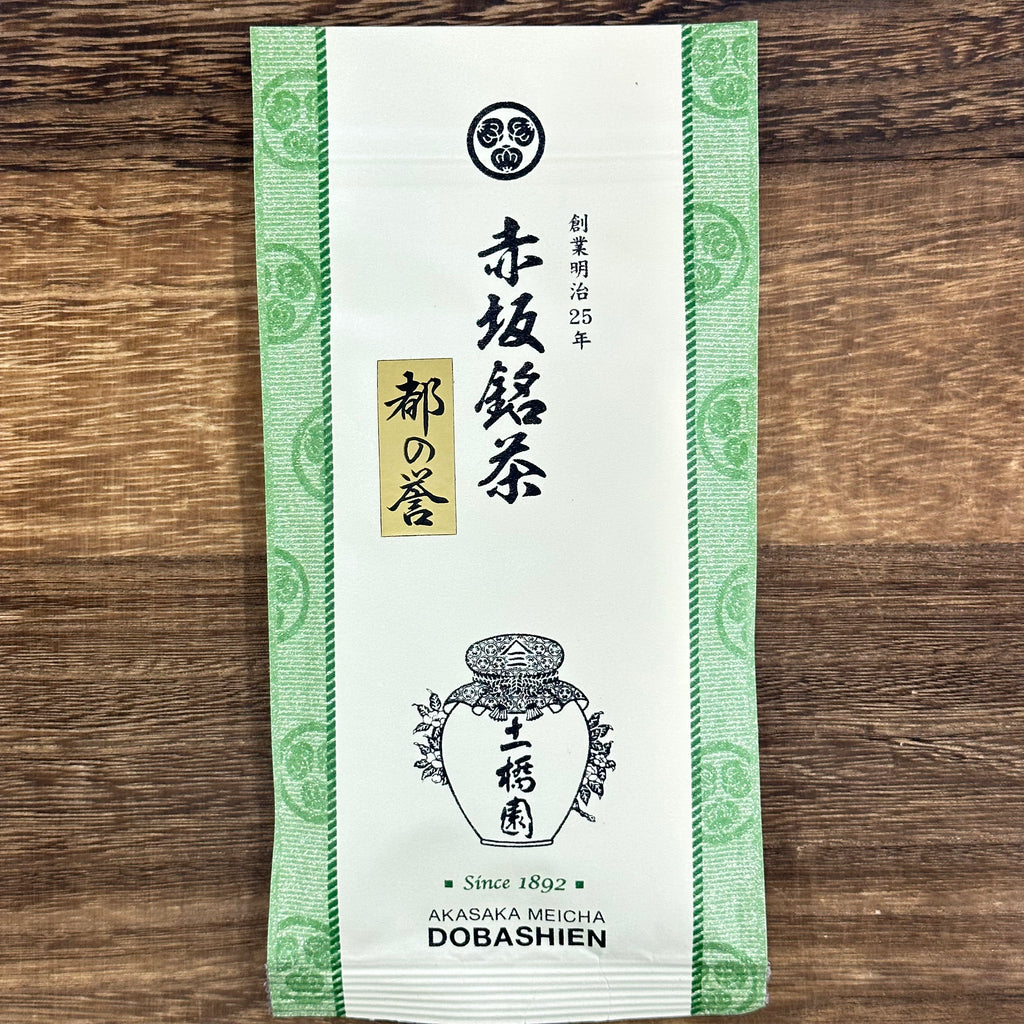 創業明治25年
赤坂銘茶
都の誉
土橋園
Since 1892
AKASAKA MEICHA
DOBASHIEN